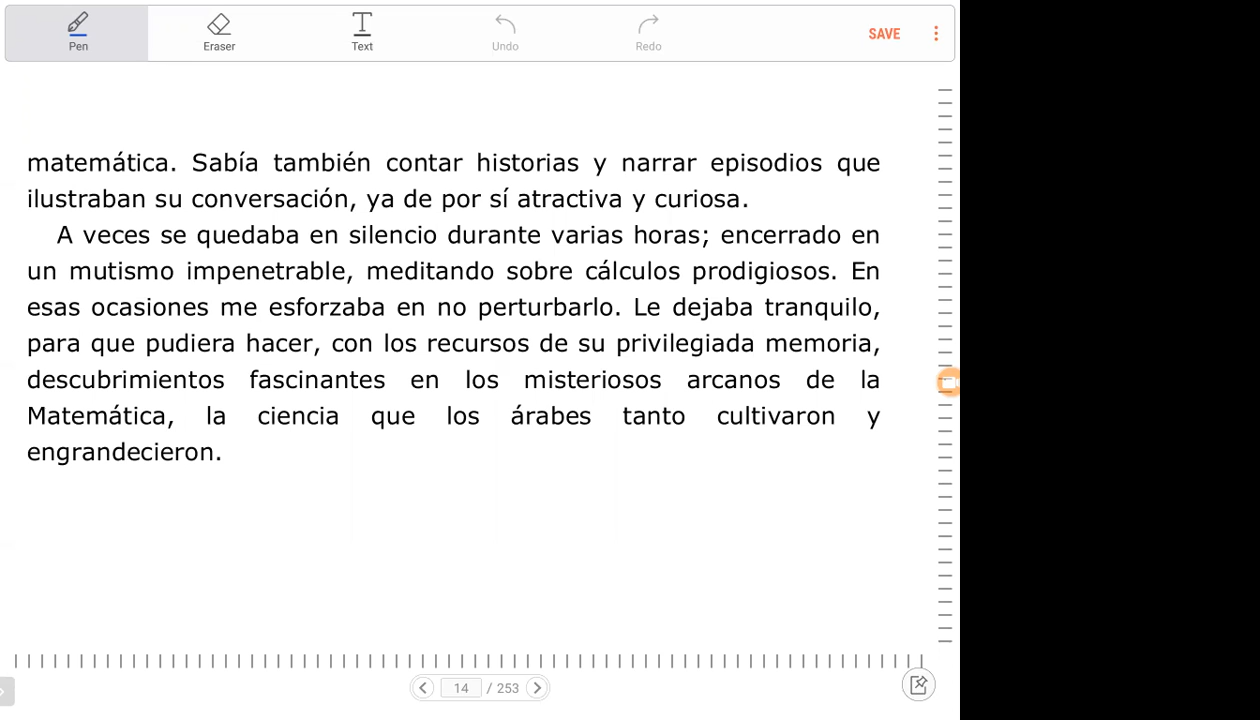 Pen
Eraser
Text
Undo
Redo
SAVE
matemática. Sabía también contar historias y narrar episodios que
ilustraban su conversación, ya de por sí atractiva y curiosa.
A veces se quedaba en silencio durante varias horas; encerrado en
un mutismo impenetrable, meditando sobre cálculos prodigiosos. En
esas ocasiones me esforzaba en no perturbarlo. Le dejaba tranquilo,
para que pudiera hacer, con los recursos de su privilegiada memoria,
descubrimientos fascinantes en los misteriosos arcanos de la
Matemática, la ciencia que los árabes tanto cultivaron y
engrandecieron.
14 / 253